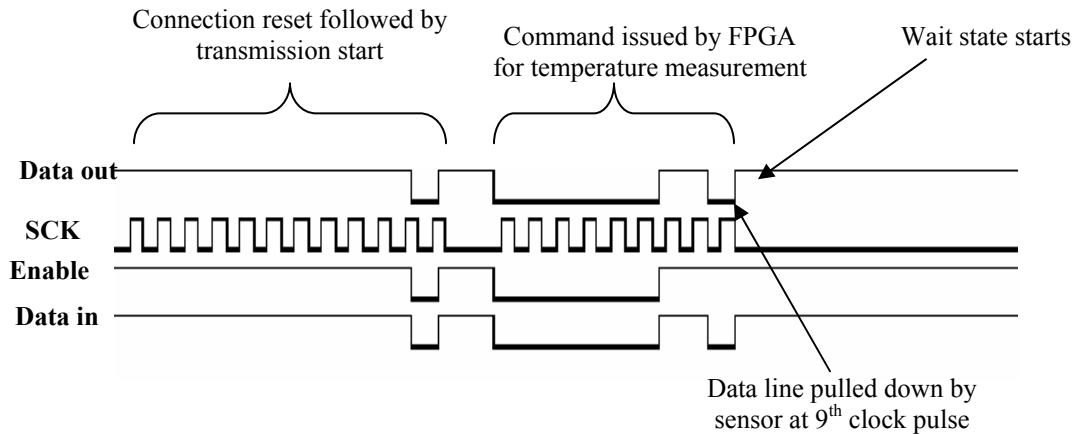 Connection reset followed by
transmission start
Command issued by FPGA
for temperature measurement
Wait state starts
Data out
SCK
Enable
Data in
Data line pulled down by
sensor at 9th clock pulse